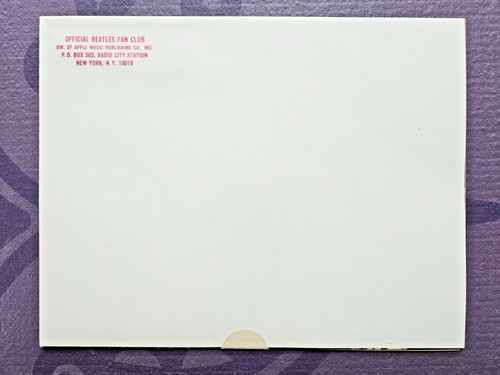 OFFICIAL BEATLES FAN CLUB
DIV. OF APPLE MUSIC PUBLISHING CO., INC.
P.O. BOX 505, RADIO CITY STATION
NEW YORK, N.Y. 10019